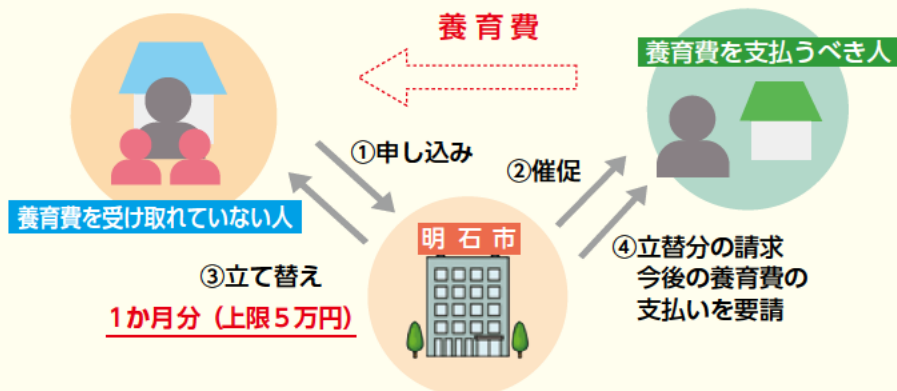 養育費
養育費を支払うべき人
①申し込み
②催促
養育費を受け取れていない人
明石市
③立て替え
1か月分（上限５万円）
④立替分の請求
今後の養育費の
支払いを要請